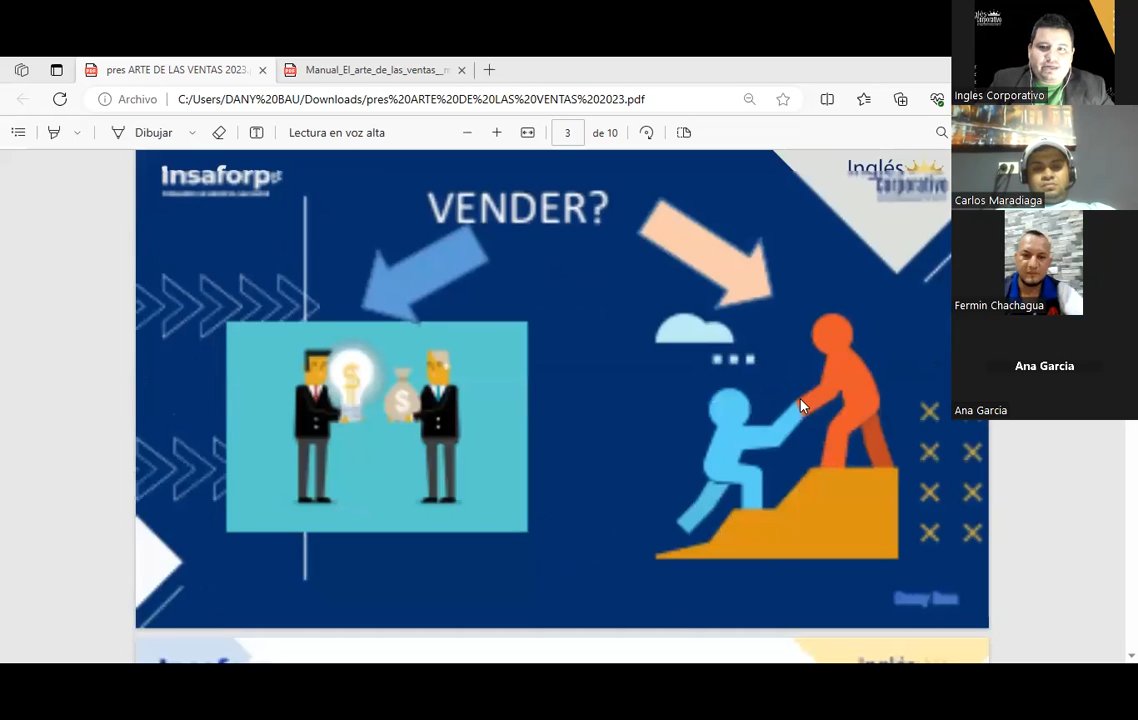 pres ARTE DE LAS VENTAS 2023.
Manual_El_arte_de_las_ventas_
Archivo
C:/Users/DANY%20BAU/Downloads/pres%20ARTE%20DE%20LAS%20VENTAS%202023.pdf
Dibujar
Lectura en voz alta
3
de 10
Insaforp
Inglés
Corporativo
VENDER?
$
$
Inglés
Corporativo
Ingles Corporativo
Carlos Maradiaga
Fermin Chachagua
Ana Garcia
Ana Garcia